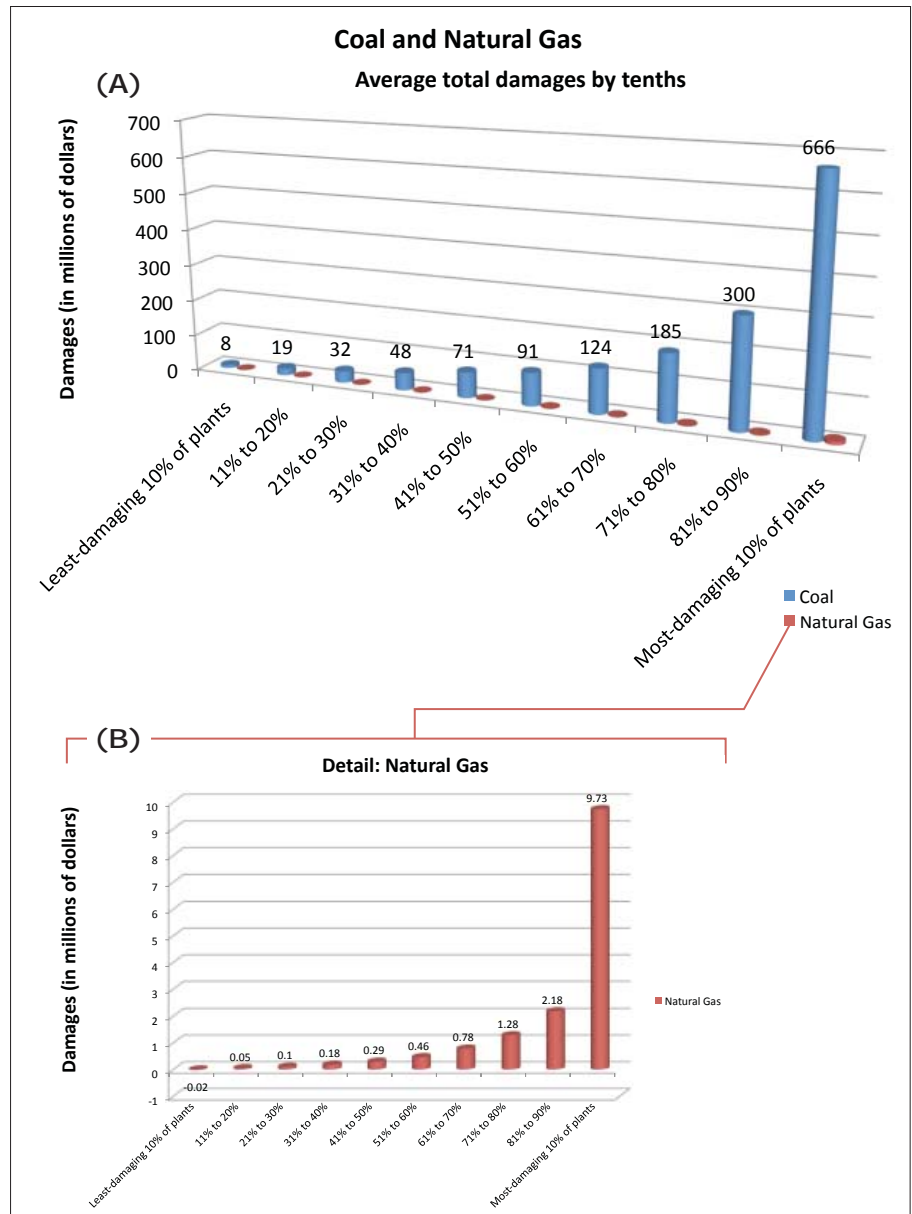 Coal and Natural Gas
(A)
Average total damages by tenths
Damages (in millions of dollars)
700
600
500
400
300
200
100
0
8
19
32
48
71
91
124
185
300
666
Least-damaging 10% of plants
11% to 20%
21% to 30%
31% to 40%
41% to 50%
51% to 60%
61% to 70%
71% to 80%
81% to 90%
Most-damaging 10% of plants
Coal
Natural Gas
(B)
Detail: Natural Gas
Damages (in millions of dollars)
10
9
8
7
6
5
4
3
2
1
0
-1
-0.02
0.05
0.1
0.18
0.29
0.46
0.78
1.28
2.18
9.73
Least-damaging 10% of plants
11% to 20%
21% to 30%
31% to 40%
41% to 50%
51% to 60%
61% to 70%
71% to 80%
81% to 90%
Most-damaging 10% of plants
Natural Gas